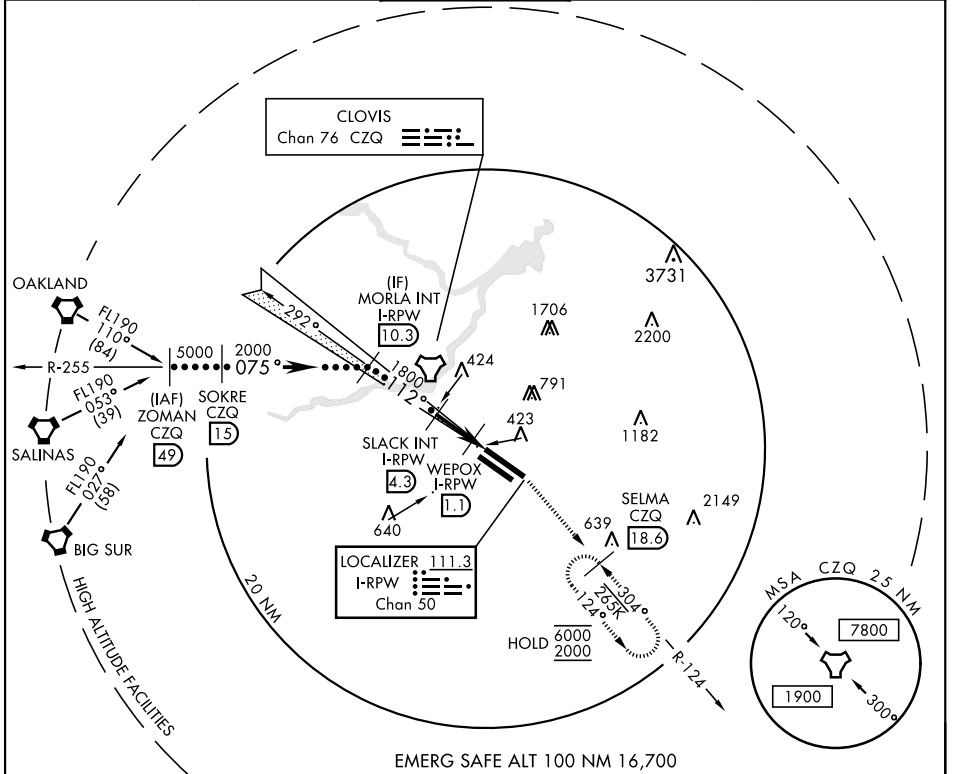 CLOVIS
Chan 76 CZQ
3731
OAKLAND
(IF)
MORLA INT
I-RPW
10.3
1706
2200
FL190
110°
(84)
292°
R-255
5000
2000
075°
1800
112°
424
791
FL190
053°
(39)
(IAF)
ZOMAN
CZQ
49
SOKRE
CZQ
15
423
1182
SALINAS
SLACK INT
I-RPW
4.3
WEPOX
I-RPW
1.1
FL190
027°
(58)
640
SELMA
CZQ
18.6
639
2149
BIG SUR
LOCALIZER 111.3
I-RPW
Chan 50
20 NM
304°
265K
124°
HOLD 6000
2000
R-124
HIGH ALTITUDE FACILITIES
MSA CZQ 25 NM
120°
7800
1900
300°
EMERG SAFE ALT 100 NM 16,700